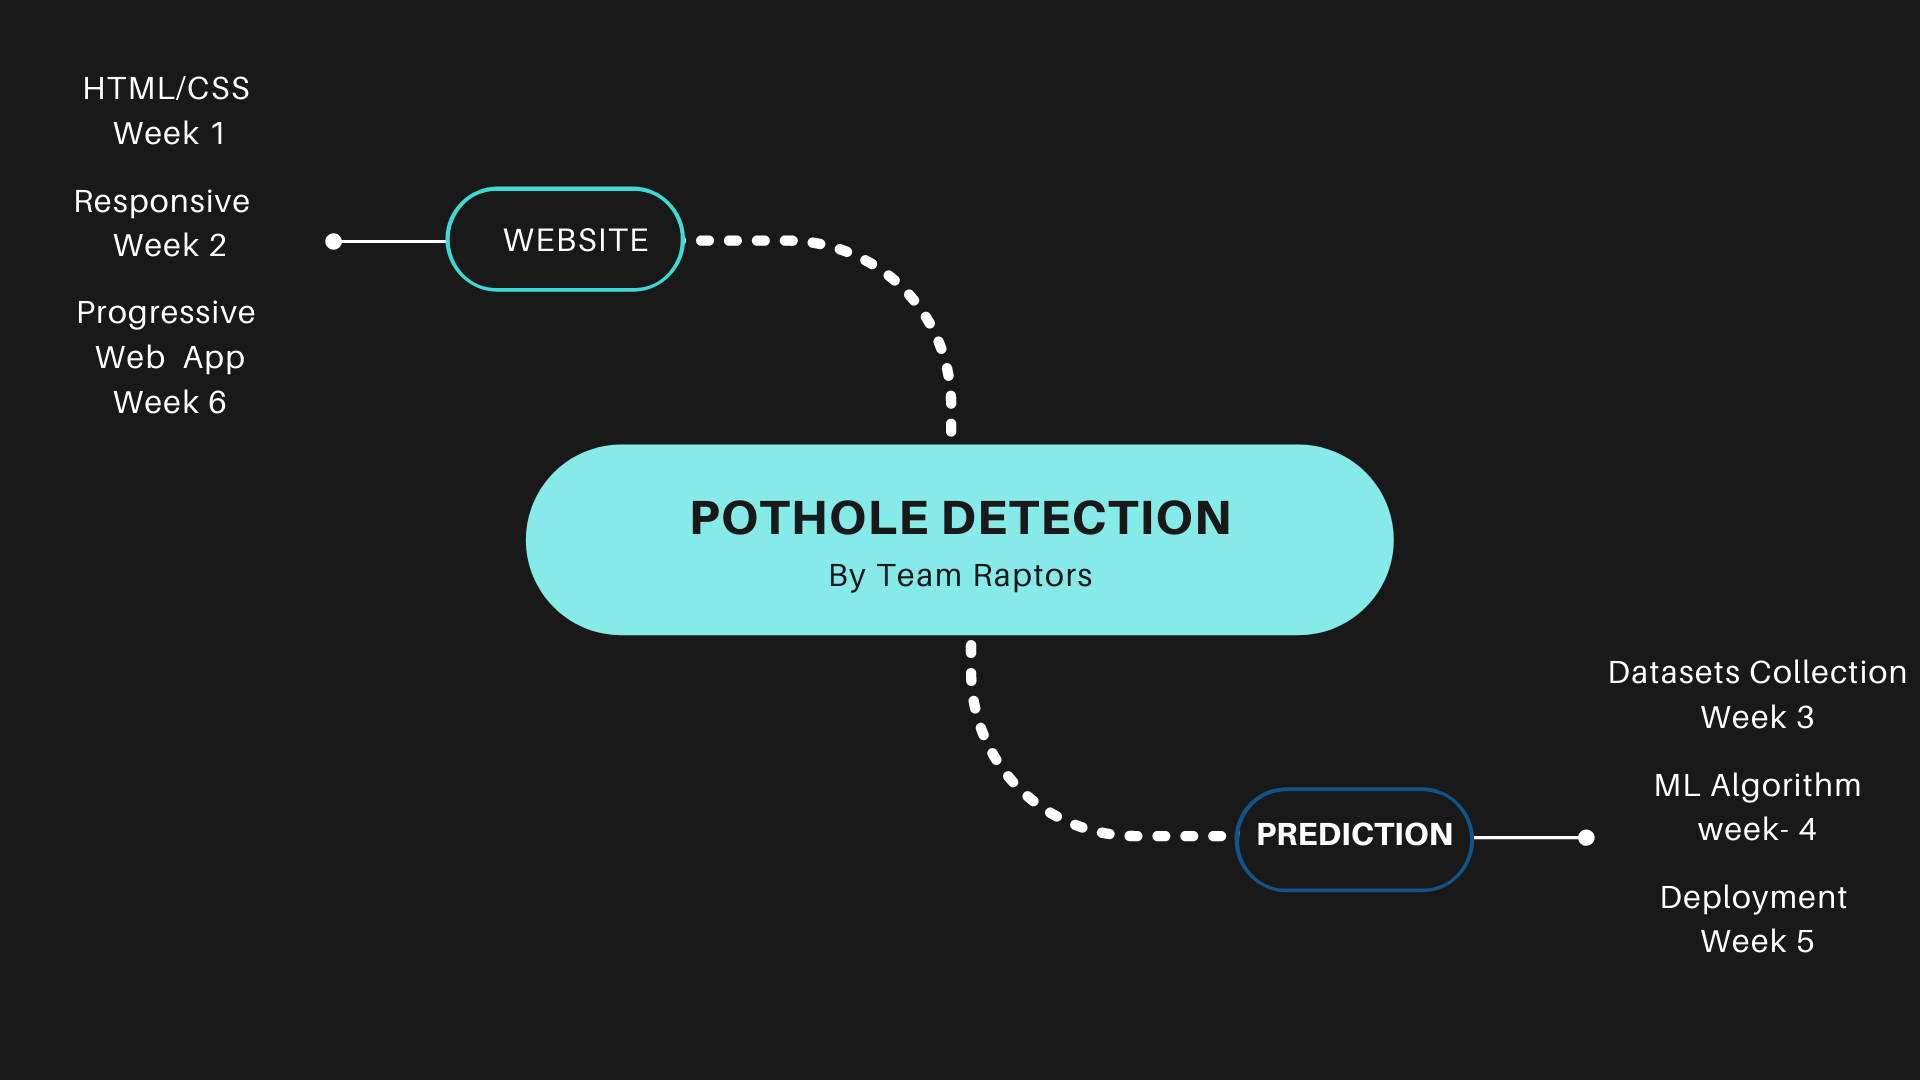 HTML/CSS
Week 1
Responsive
Week 2
Progressive
Web  App
Week 6
WEBSITE
POTHOLE DETECTION
By Team Raptors
PREDICTION
Datasets Collection
Week 3
ML Algorithm
week- 4
Deployment
Week 5